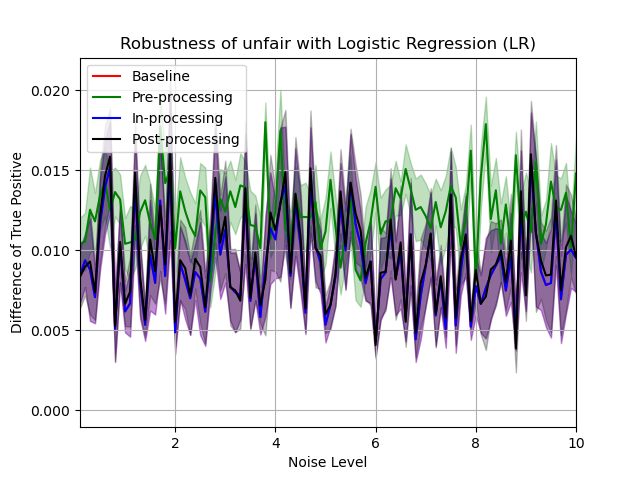 Robustness of unfair with Logistic Regression (LR)
Baseline
Pre-processing
In-processing
Post-processing
Difference of True Positive
0.020
0.015
0.010
0.005
0.000
2 4 6 8 10
Noise Level